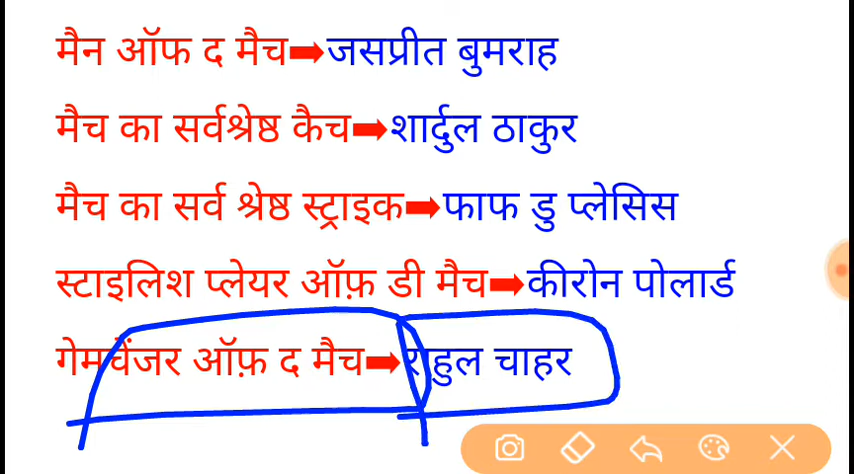 मैन ऑफ द मैच➡जसप्रीत बुमराह
मैच का सर्वश्रेष्ठ कैच➡शार्दुल ठाकुर
मैच का सर्व श्रेष्ठ स्ट्राइक➡फाफ डु प्लेसिस
स्टाइलिश प्लेयर ऑफ़ डी मैच➡कीरोन पोलार्ड
गेमचेंजर ऑफ़ द मैच➡राहुल चाहर